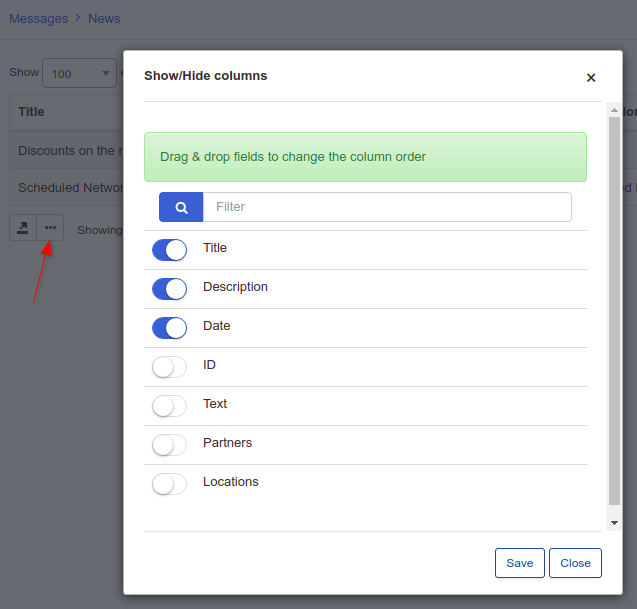 Messages > News
Show 100
Title
Discounts on the
Scheduled Networ
Showing
Show/Hide columns
×
Drag & drop fields to change the column order
Filter
Title
Description
Date
ID
Text
Partners
Locations
Save Close